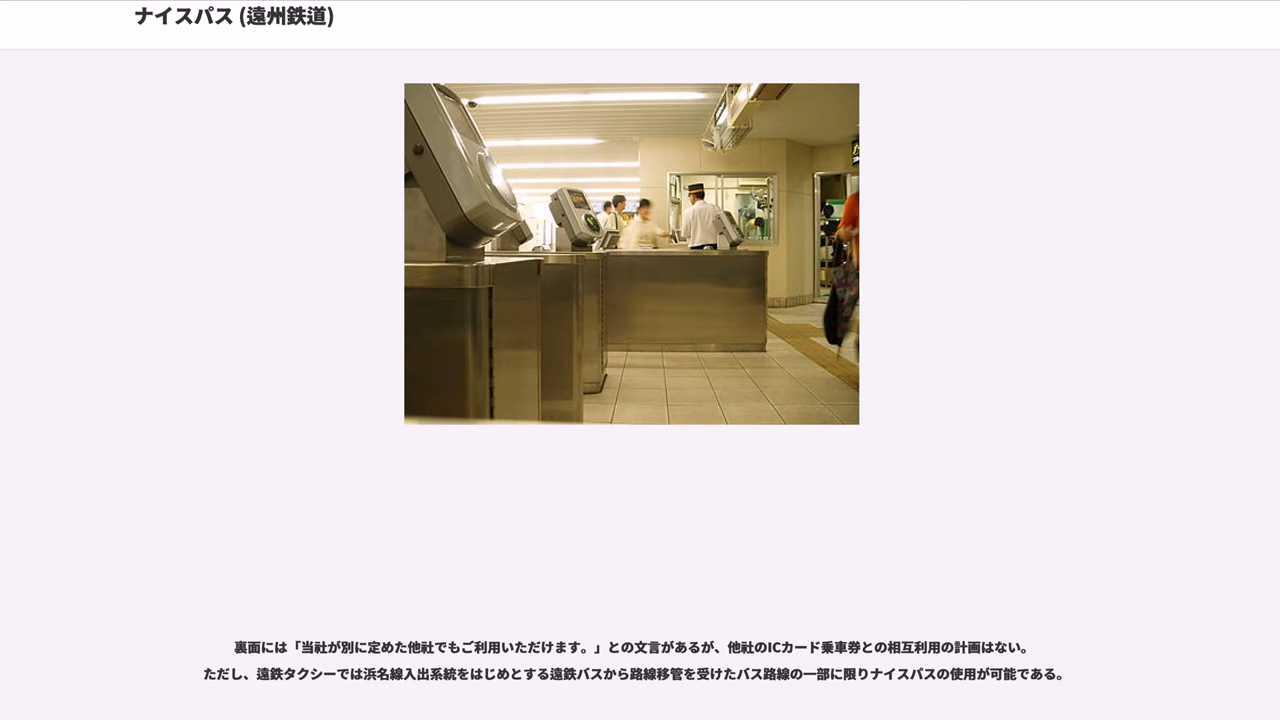 ナイスパス (遠州鉄道)
裏面には「当社が別に定めた他社でもご利用いただけます。」との文言があるが、他社のICカード乗車券との相互利用の計画はない。
ただし、遠鉄タクシーでは浜名線入出系統をはじめとする遠鉄バスから路線移管を受けたバス路線の一部に限りナイスパスの使用が可能である。